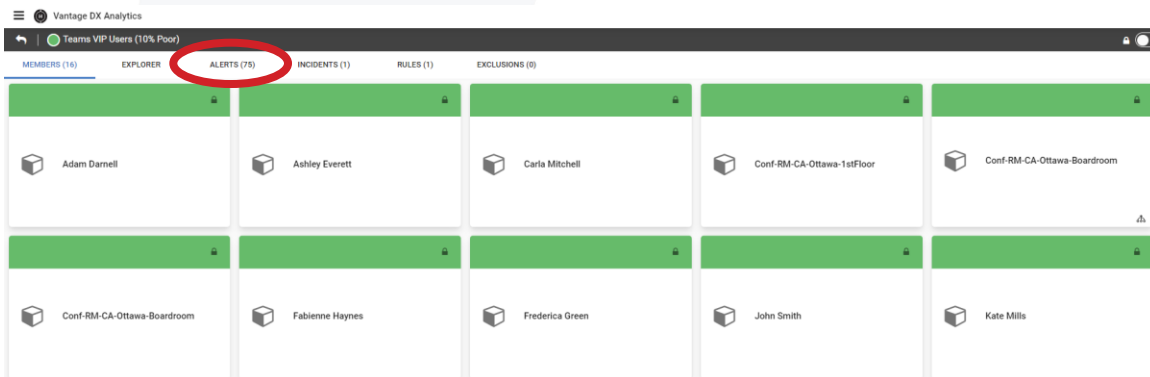 Vantage DX Analytics
Teams VIP Users (10% Poor)
MEMBERS (16) EXPLORER ALERTS (75) INCIDENTS (1) RULES (1) EXCLUSIONS (0)
Adam Darnell Ashley Everett Carla Mitchell Conf-RM-CA-Ottawa-1stFloor Conf-RM-CA-Ottawa-Boardroom
Conf-RM-CA-Ottawa-Boardroom Fabienne Haynes Frederica Green John Smith Kate Mills